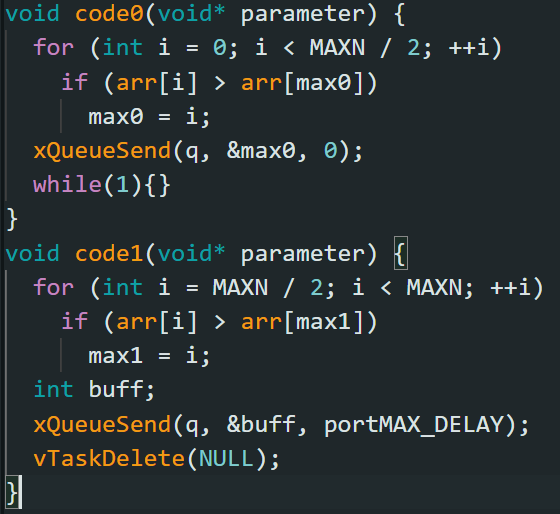 void code0(void* parameter) {
  for (int i = 0; i < MAXN / 2; ++i)
    if (arr[i] > arr[max0])
      max0 = i;
  xQueueSend(q, &max0, 0);
  while(1){}
}
void code1(void* parameter) {
  for (int i = MAXN / 2; i < MAXN; ++i)
    if (arr[i] > arr[max1])
      max1 = i;
  int buff;
  xQueueSend(q, &buff, portMAX_DELAY);
  vTaskDelete(NULL);
}